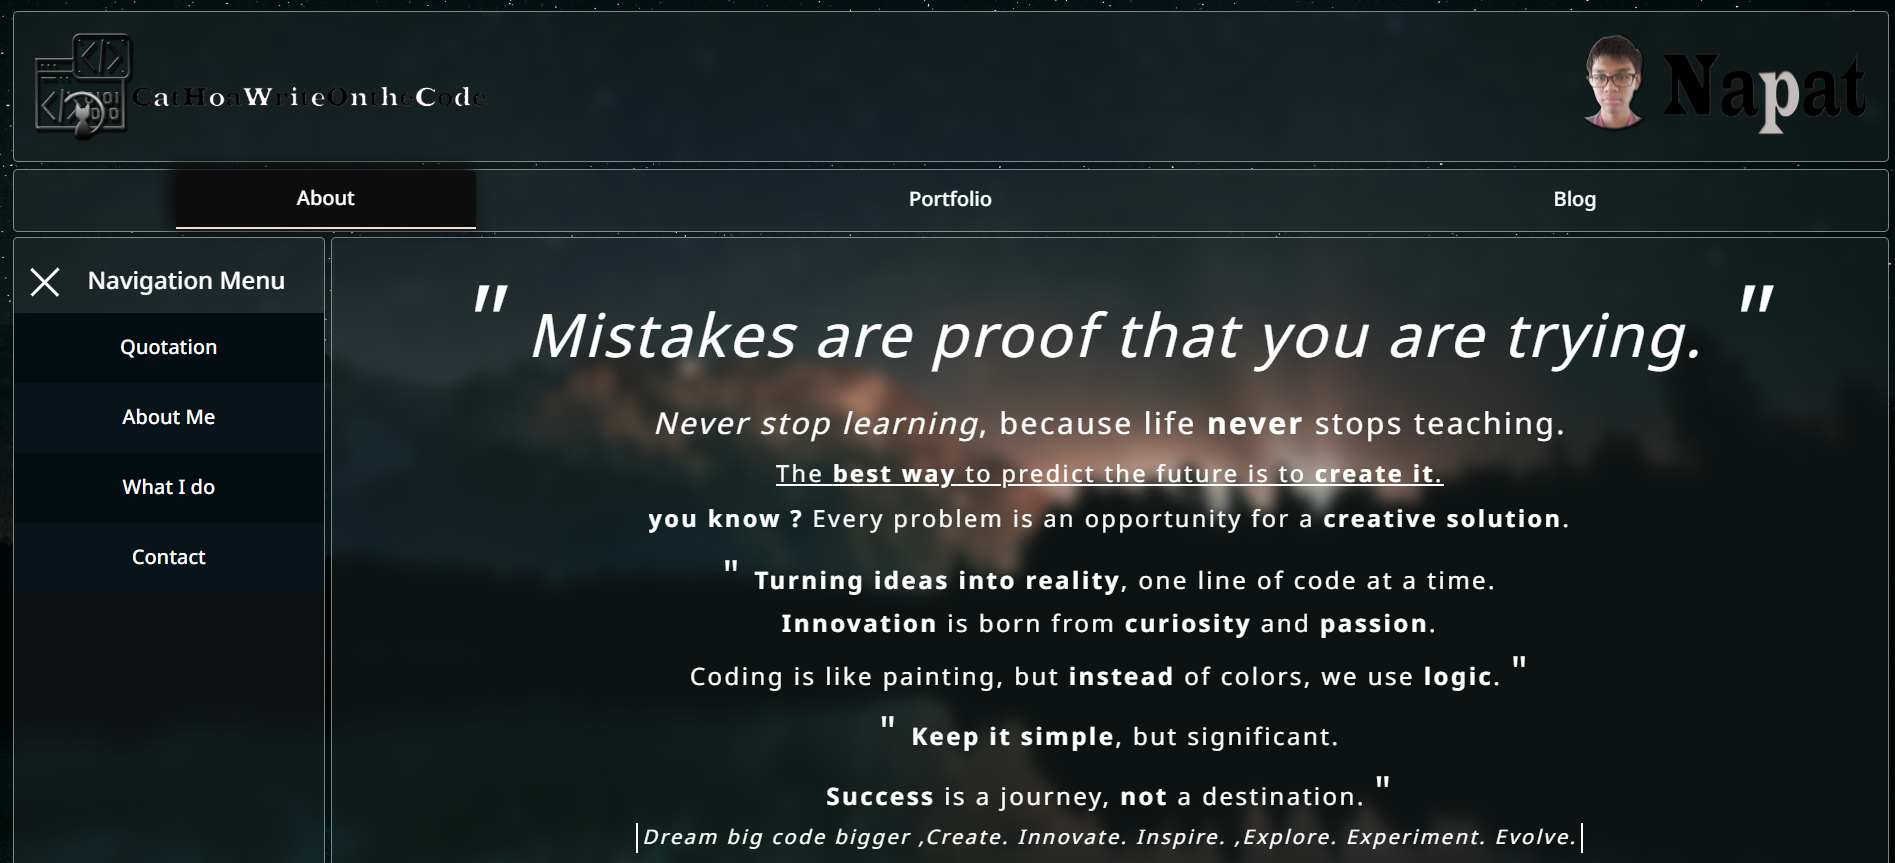 CatHoaWriteOntheCode
Napat
About
Portfolio
Blog
Navigation Menu
Quotation
About Me
What I do
Contact
" Mistakes are proof that you are trying. "
Never stop learning, because life never stops teaching.
The best way to predict the future is to create it.
you know ? Every problem is an opportunity for a creative solution.
" Turning ideas into reality, one line of code at a time.
Innovation is born from curiosity and passion.
Coding is like painting, but instead of colors, we use logic. "
" Keep it simple, but significant.
Success is a journey, not a destination. "
Dream big code bigger ,Create. Innovate. Inspire. ,Explore. Experiment. Evolve.